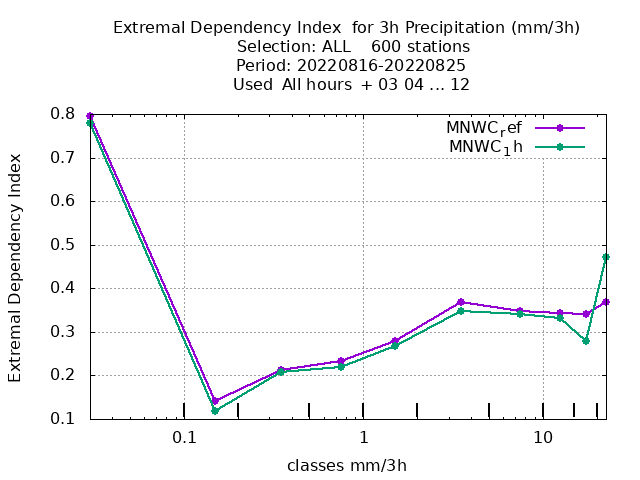 Extremal Dependency Index  for 3h Precipitation (mm/3h)
Selection: ALL    600 stations
Period: 20220816-20220825
Used  All hours  + 03 04 ... 12
MNWC_ref
MNWC_1h
0.8
0.7
0.6
0.5
0.4
0.3
0.2
0.1
Extremal Dependency Index
0.1 1 10
classes mm/3h